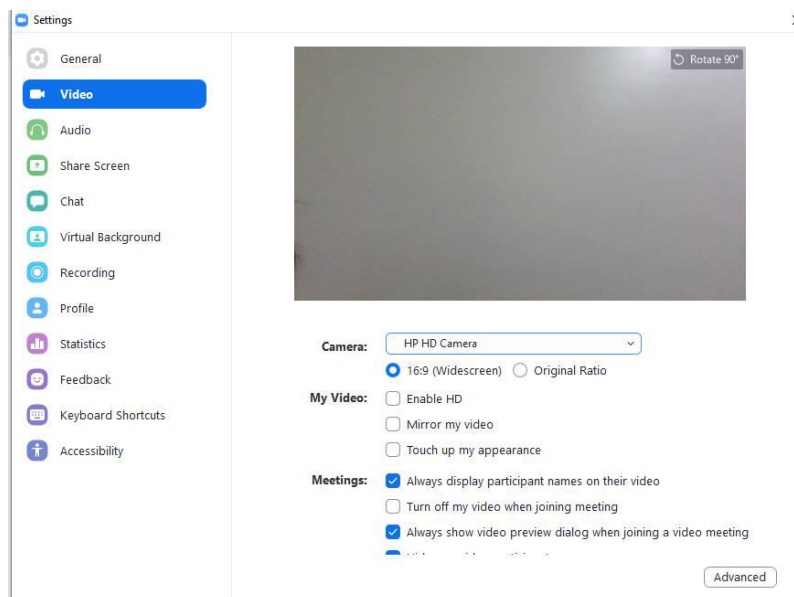 Settings
General
Video
Audio
Share Screen
Chat
Virtual Background
Recording
Profile
Statistics
Feedback
Keyboard Shortcuts
Accessibility
Rotate 90°
Camera: HP HD Camera
16:9 (Widescreen) Original Ratio
My Video: Enable HD
Mirror my video
Touch up my appearance
Meetings: Always display participant names on their video
Turn off my video when joining meeting
Always show video preview dialog when joining a video meeting
Advanced